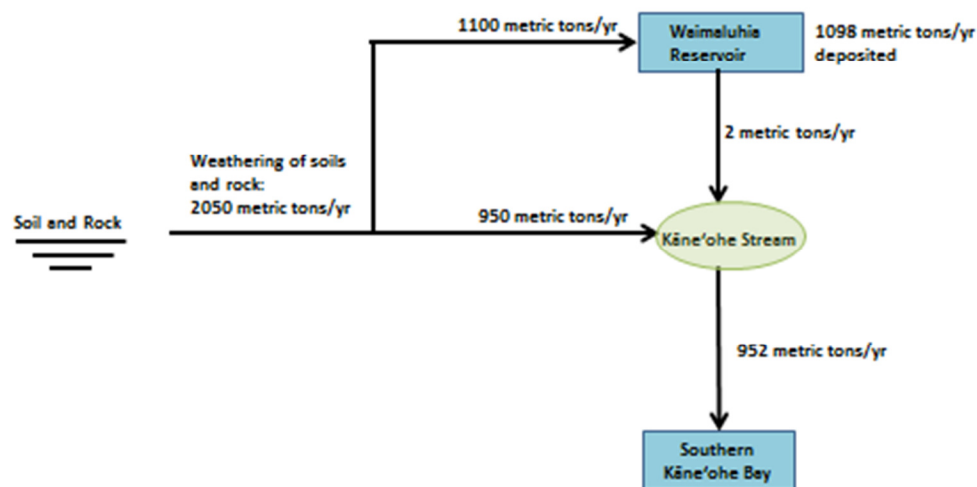 1100 metric tons/yr
Waimaluhia
Reservoir
1098 metric tons/yr
deposited
2 metric tons/yr
Weathering of soils
and rock:
2050 metric tons/yr
Soil and Rock
950 metric tons/yr
Kāne‘ohe Stream
952 metric tons/yr
Southern
Kāne‘ohe Bay